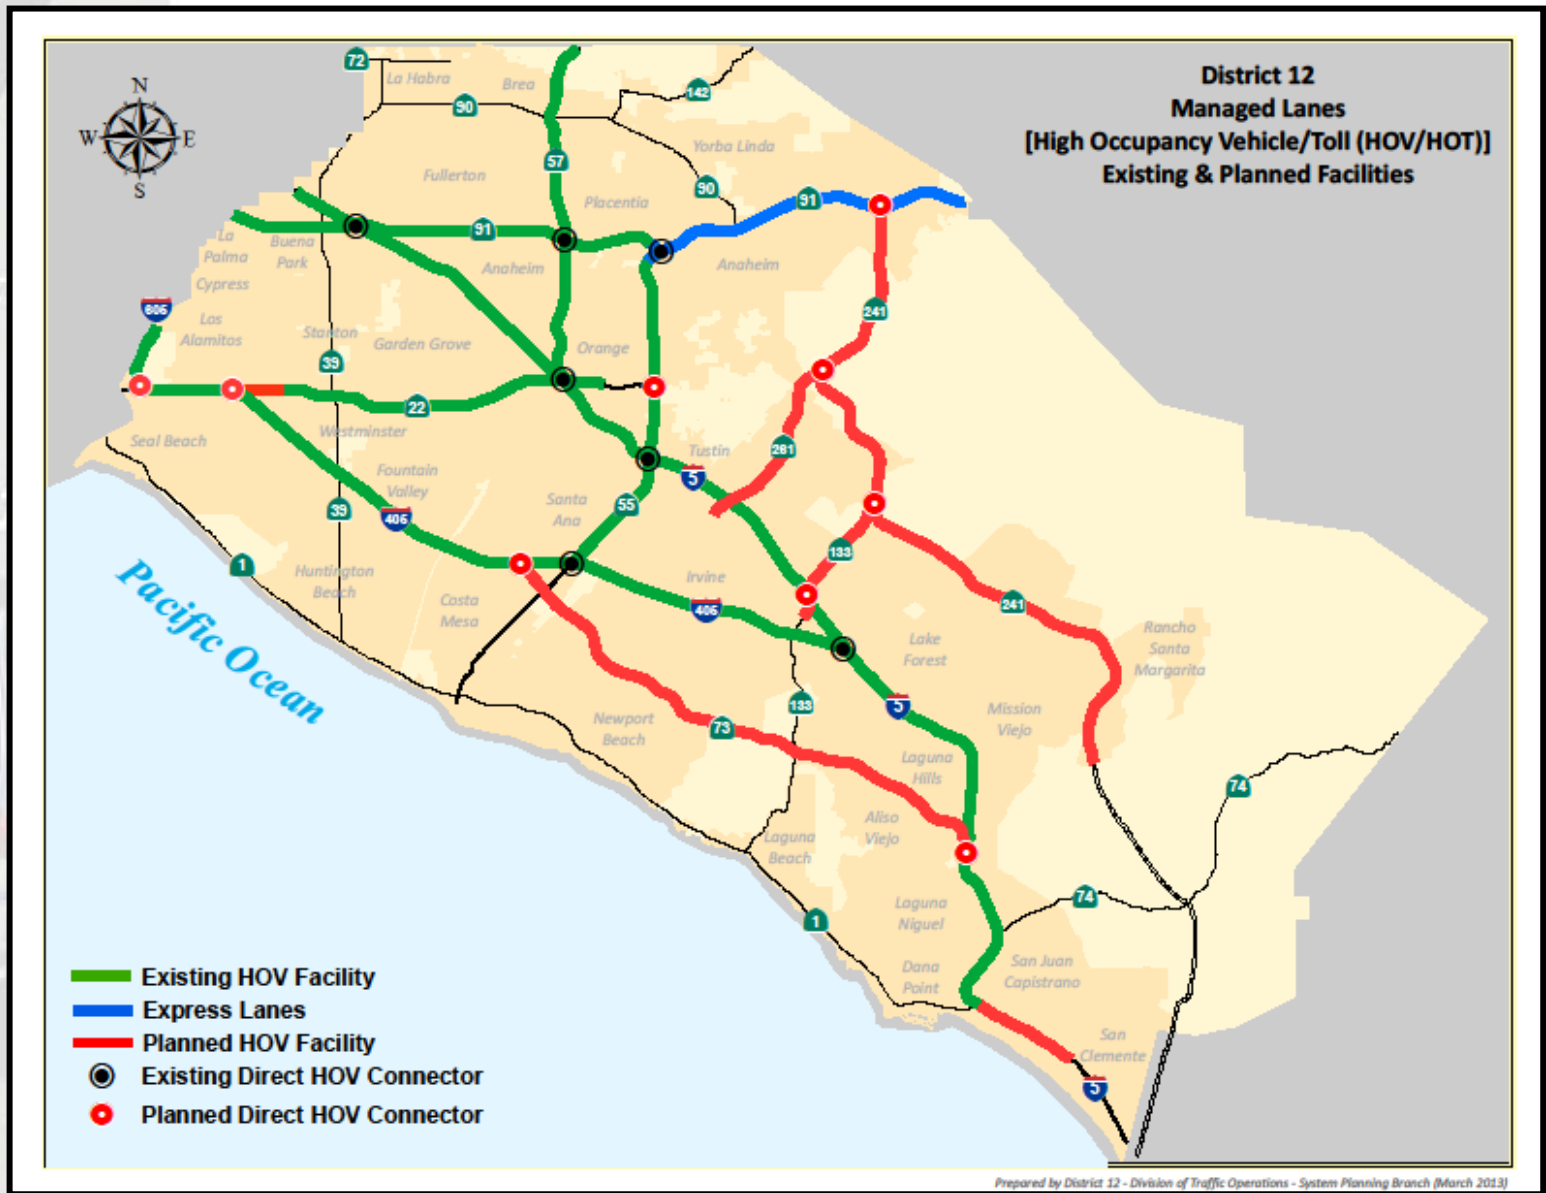 District 12
Managed Lanes
[High Occupancy Vehicle/Toll (HOV/HOT)]
Existing & Planned Facilities
N
W E
S
72
La Habra
Brea
90
142
57
Yorba Linda
Fullerton
90
Placentia
91
91
La
Palma
Buena
Park
Anaheim
Anaheim
Cypress
605
Los
Alamitos
241
Stanton
39
Garden Grove
Orange
22
Seal Beach
Westminster
Tustin
261
5
Fountain
Valley
39
405
Santa
Ana
55
133
1
Huntington
Beach
Costa
Mesa
Irvine
405
241
Pacific Ocean
Lake
Forest
Rancho
Santa
Margarita
133
5
Newport
Beach
73
Mission
Viejo
Laguna
Hills
74
Aliso
Viejo
Laguna
Beach
74
Laguna
Niguel
1
Dana
Point
San Juan
Capistrano
San
Clemente
5
Existing HOV Facility
Express Lanes
Planned HOV Facility
Existing Direct HOV Connector
Planned Direct HOV Connector
Prepared by District 12 - Division of Traffic Operations - System Planning Branch (March 2013)